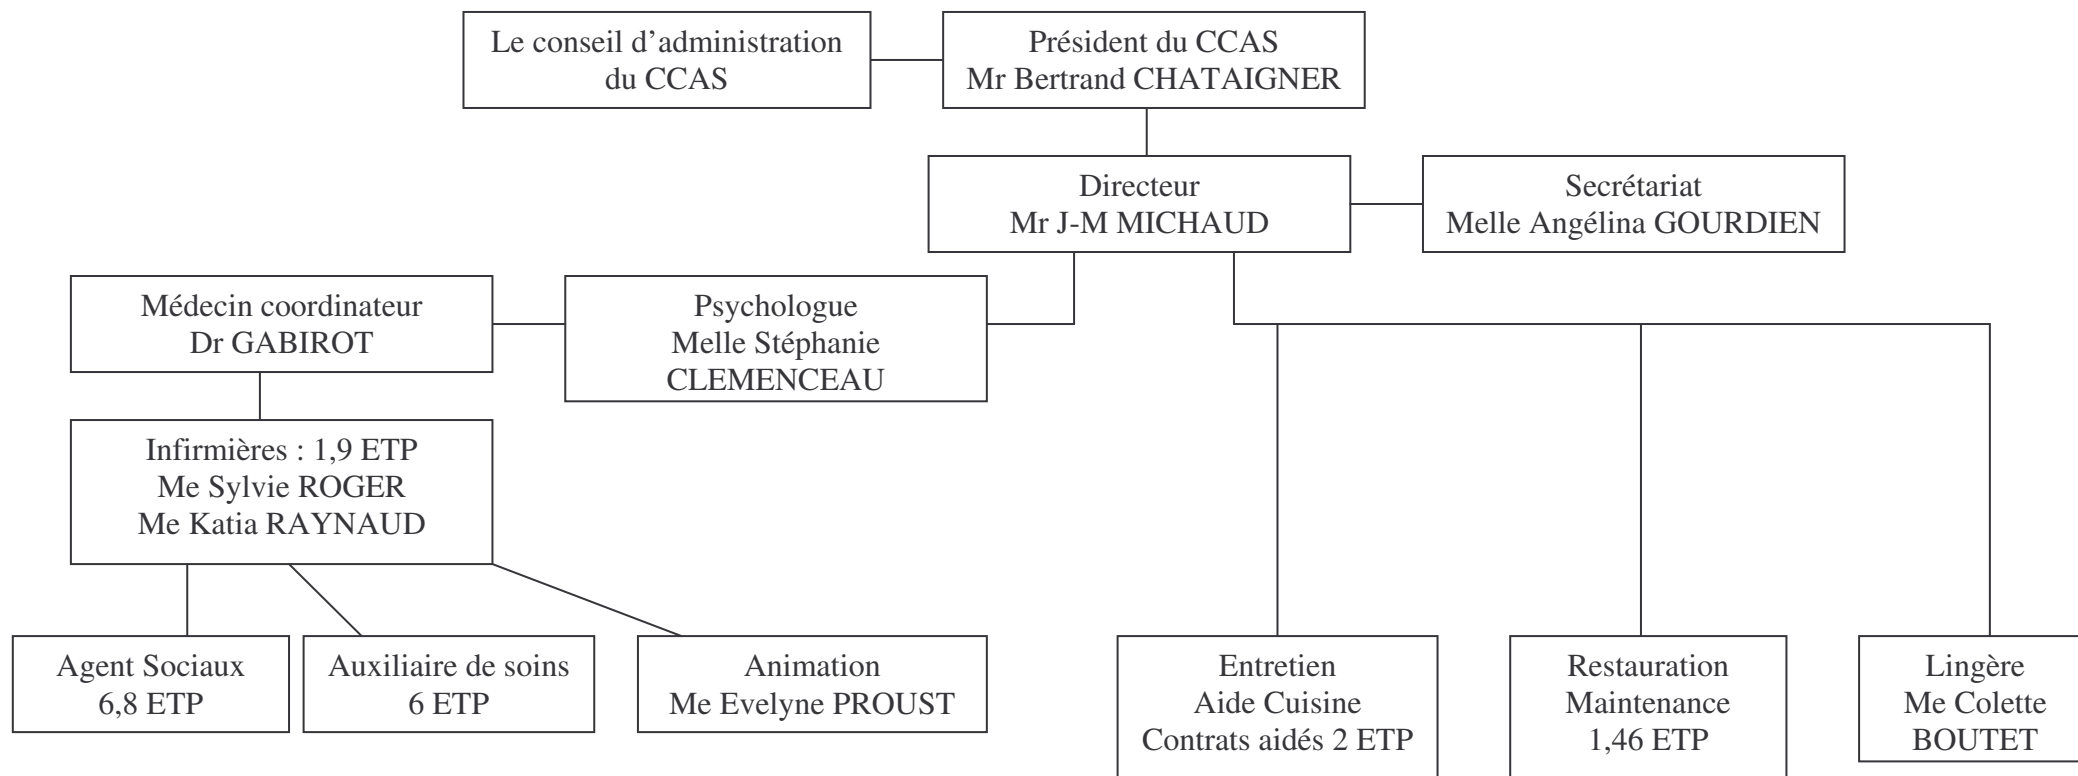 Le conseil d’administration
du CCAS
Président du CCAS
Mr Bertrand CHATAIGNER
Directeur
Mr J-M MICHAUD
Secrétariat
Melle Angélina GOURDIEN
Médecin coordinateur
Dr GABIROT
Psychologue
Melle Stéphanie
CLEMENCEAU
Infirmières : 1,9 ETP
Me Sylvie ROGER
Me Katia RAYNAUD
Agent Sociaux
6,8 ETP
Auxiliaire de soins
6 ETP
Animation
Me Evelyne PROUST
Entretien
Aide Cuisine
Contrats aidés 2 ETP
Restauration
Maintenance
1,46 ETP
Lingère
Me Colette
BOUTET